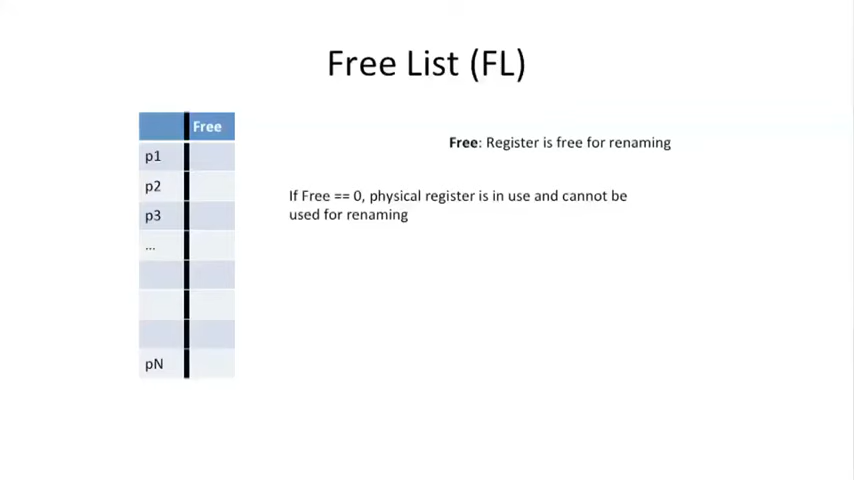 Free List (FL)
Free
p1
p2
p3
...
pN
Free: Register is free for renaming
If Free == 0, physical register is in use and cannot be
used for renaming